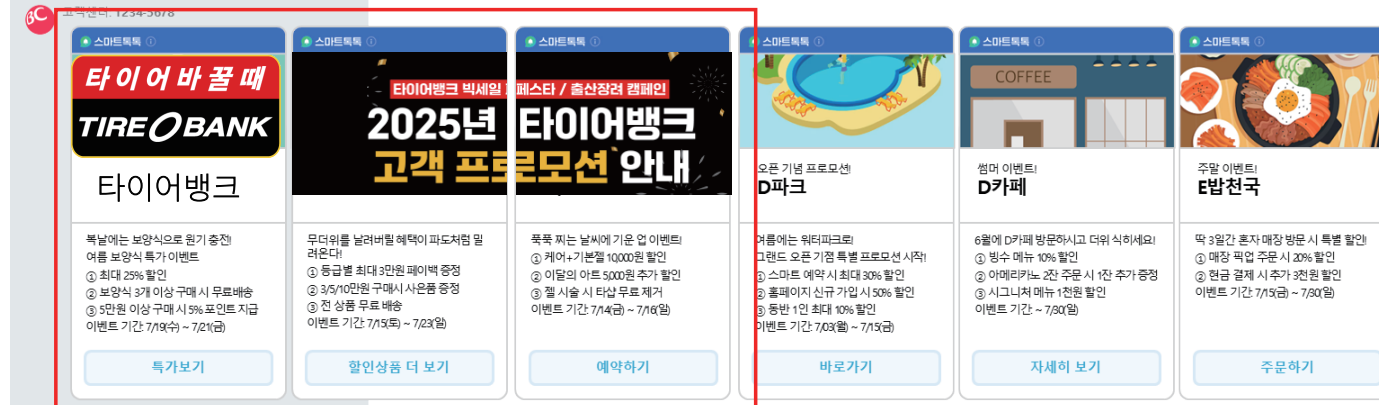 고객센터: 1234-5678
스마트톡톡
타이어바꿀때
TIRE BANK
타이어뱅크
복날에는 보양식으로 원기 충전!
여름 보양식 특가 이벤트
① 최대 25% 할인
② 보양식 3개 이상 구매 시 무료배송
③ 5만원 이상 구매 시 5% 포인트 지급
이벤트 기간: 7/19(수) ~ 7/21(금)
특가보기
스마트톡톡
스마트톡톡
타이어뱅크 빅세일 페스타 / 출산장려 캠페인
2025년 타이어뱅크
고객 프로모션 안내
무더위를 날려버릴 혜택이 파도처럼 밀
려온다!
① 등급별 최대 3만원 페이백 증정
② 3/5/10만원 구매시 사은품 증정
③ 전 상품 무료 배송
이벤트 기간: 7/15(토) ~ 7/23(일)
할인상품 더 보기
푹푹 찌는 날씨에 기운 업 이벤트!
① 케어+기본젤 10,000원 할인
② 이달의 아트 5,000원 추가 할인
③ 젤 시술 시 타샵 무료 제거
이벤트 기간: 7/14(금) ~ 7/16(일)
예약하기
스마트톡톡
오픈 기념 프로모션!
D파크
여름에는 워터파크로!
그랜드 오픈 기념 특별 프로모션 시작!
① 스마트 예약 시 최대 30% 할인
② 홈페이지 신규 가입 시 50% 할인
③ 동반 1인 최대 10% 할인
이벤트 기간: 7/03(월) ~ 7/15(금)
바로가기
스마트톡톡
COFFEE
썸머 이벤트!
D카페
6월에 D카페 방문하시고 더위 식히세요!
① 빙수 메뉴 10% 할인
② 아메리카노 2잔 주문 시 1잔 추가 증정
③ 시그니처 메뉴 1천원 할인
이벤트 기간: ~ 7/30(일)
자세히 보기
스마트톡톡
주말 이벤트!
E밥천국
딱 3일간 혼자 매장 방문 시 특별 할인!
① 매장 픽업 주문 시 20% 할인
② 현금 결제 시 추가 3천원 할인
이벤트 기간: 7/15(금) ~ 7/30(일)
주문하기